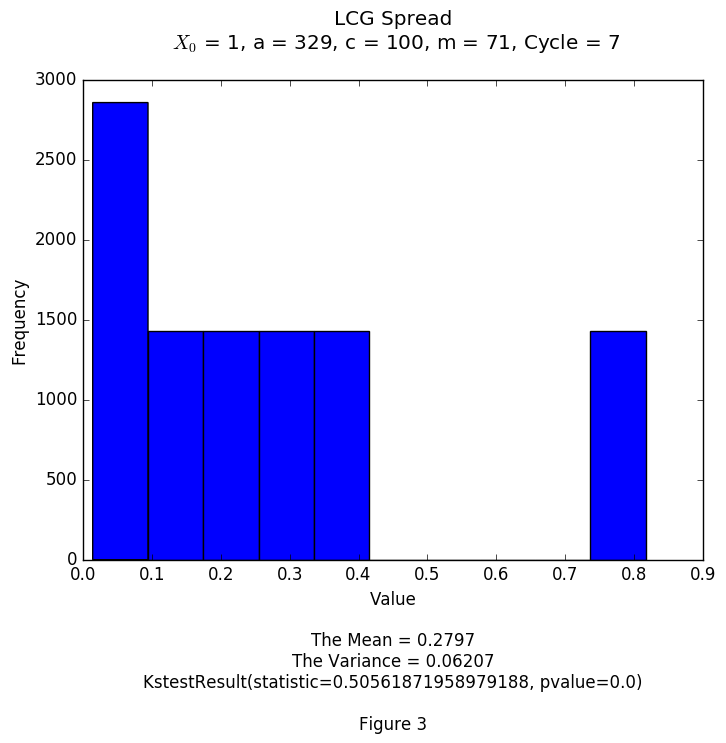 LCG Spread
X₀ = 1, a = 329, c = 100, m = 71, Cycle = 7
3000
2500
2000
1500
1000
500
0
Frequency
0.0 0.1 0.2 0.3 0.4 0.5 0.6 0.7 0.8 0.9
Value
The Mean = 0.2797
The Variance = 0.06207
KstestResult(statistic=0.50561871958979188, pvalue=0.0)
Figure 3